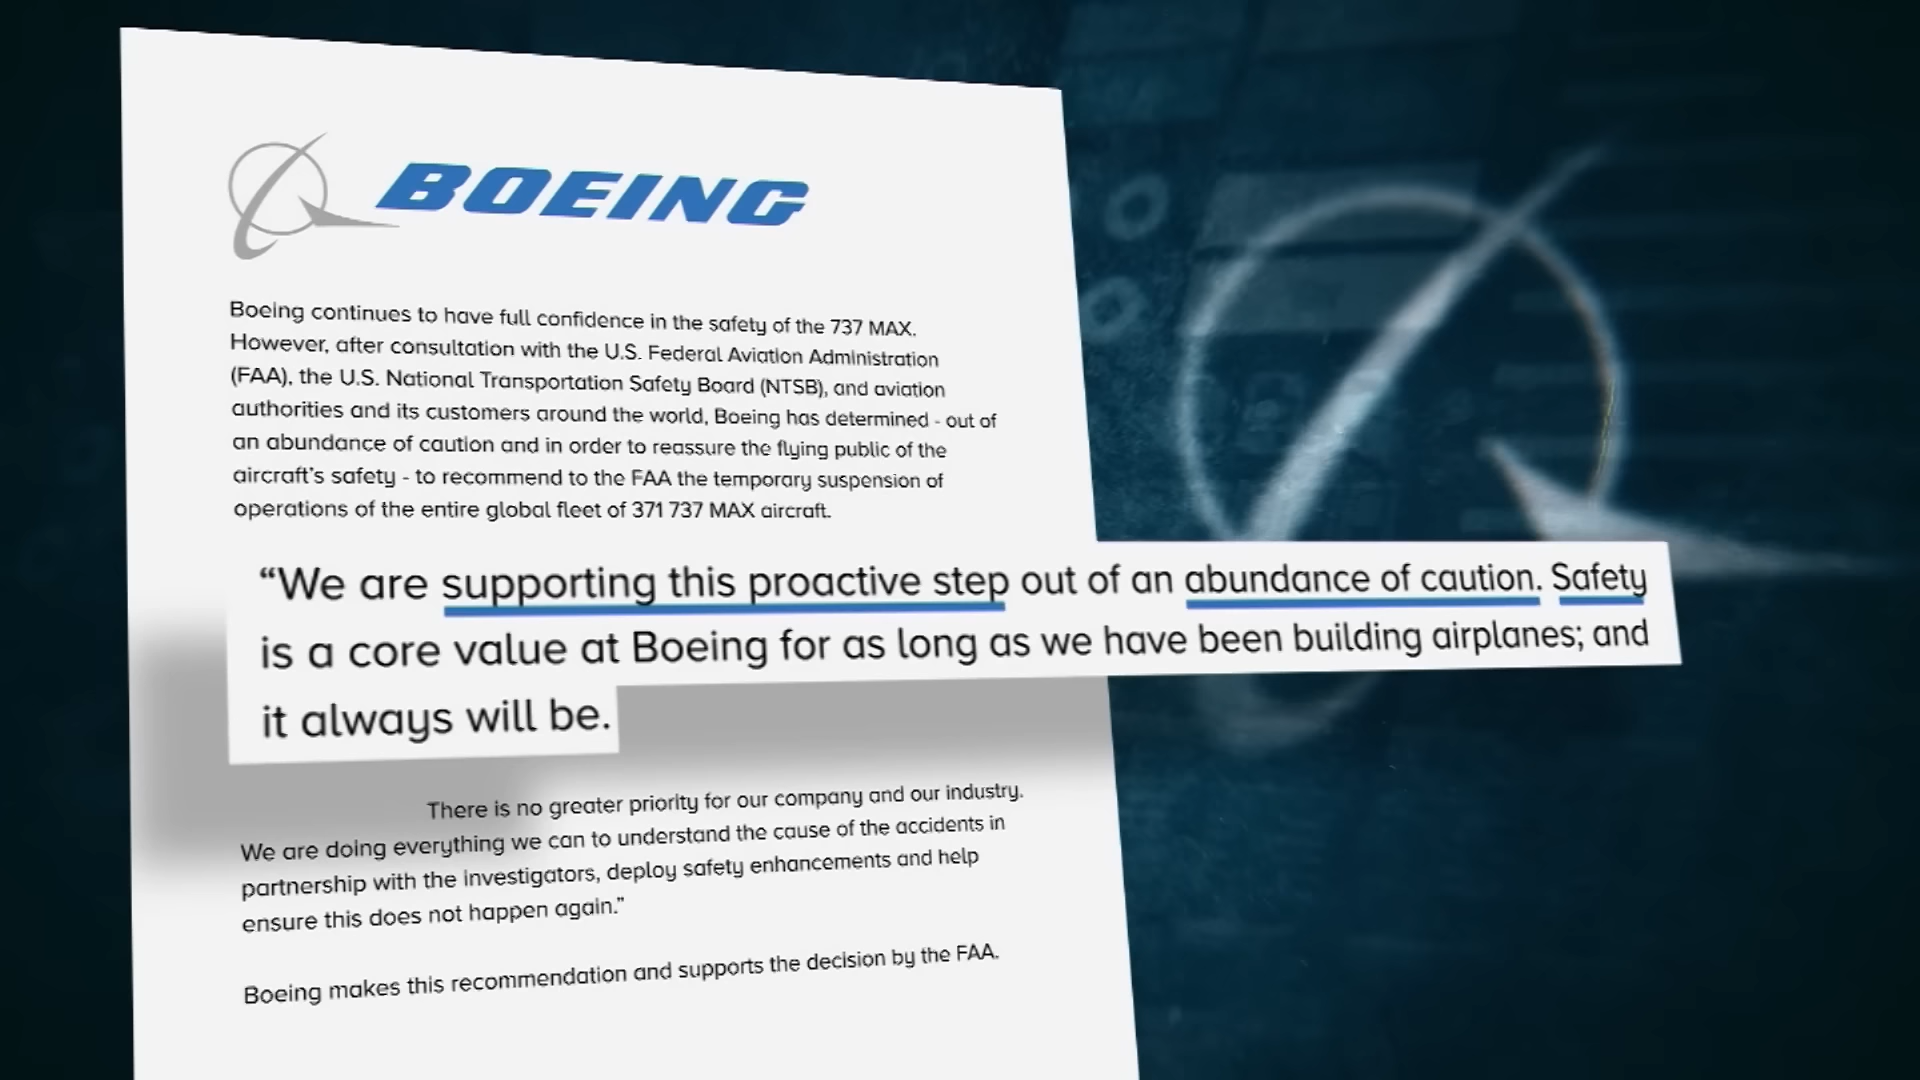 BOEING
Boeing continues to have full confidence in the safety of the 737 MAX.
However, after consultation with the U.S. Federal Aviation Administration
(FAA), the U.S. National Transportation Safety Board (NTSB), and aviation
authorities and its customers around the world, Boeing has determined - out of
an abundance of caution and in order to reassure the flying public of the
aircraft's safety - to recommend to the FAA the temporary suspension of
operations of the entire global fleet of 371 737 MAX aircraft.
“We are supporting this proactive step out of an abundance of caution. Safety
is a core value at Boeing for as long as we have been building airplanes; and
it always will be.
There is no greater priority for our company and our industry.
We are doing everything we can to understand the cause of the accidents in
partnership with the investigators, deploy safety enhancements and help
ensure this does not happen again.”
Boeing makes this recommendation and supports the decision by the FAA.